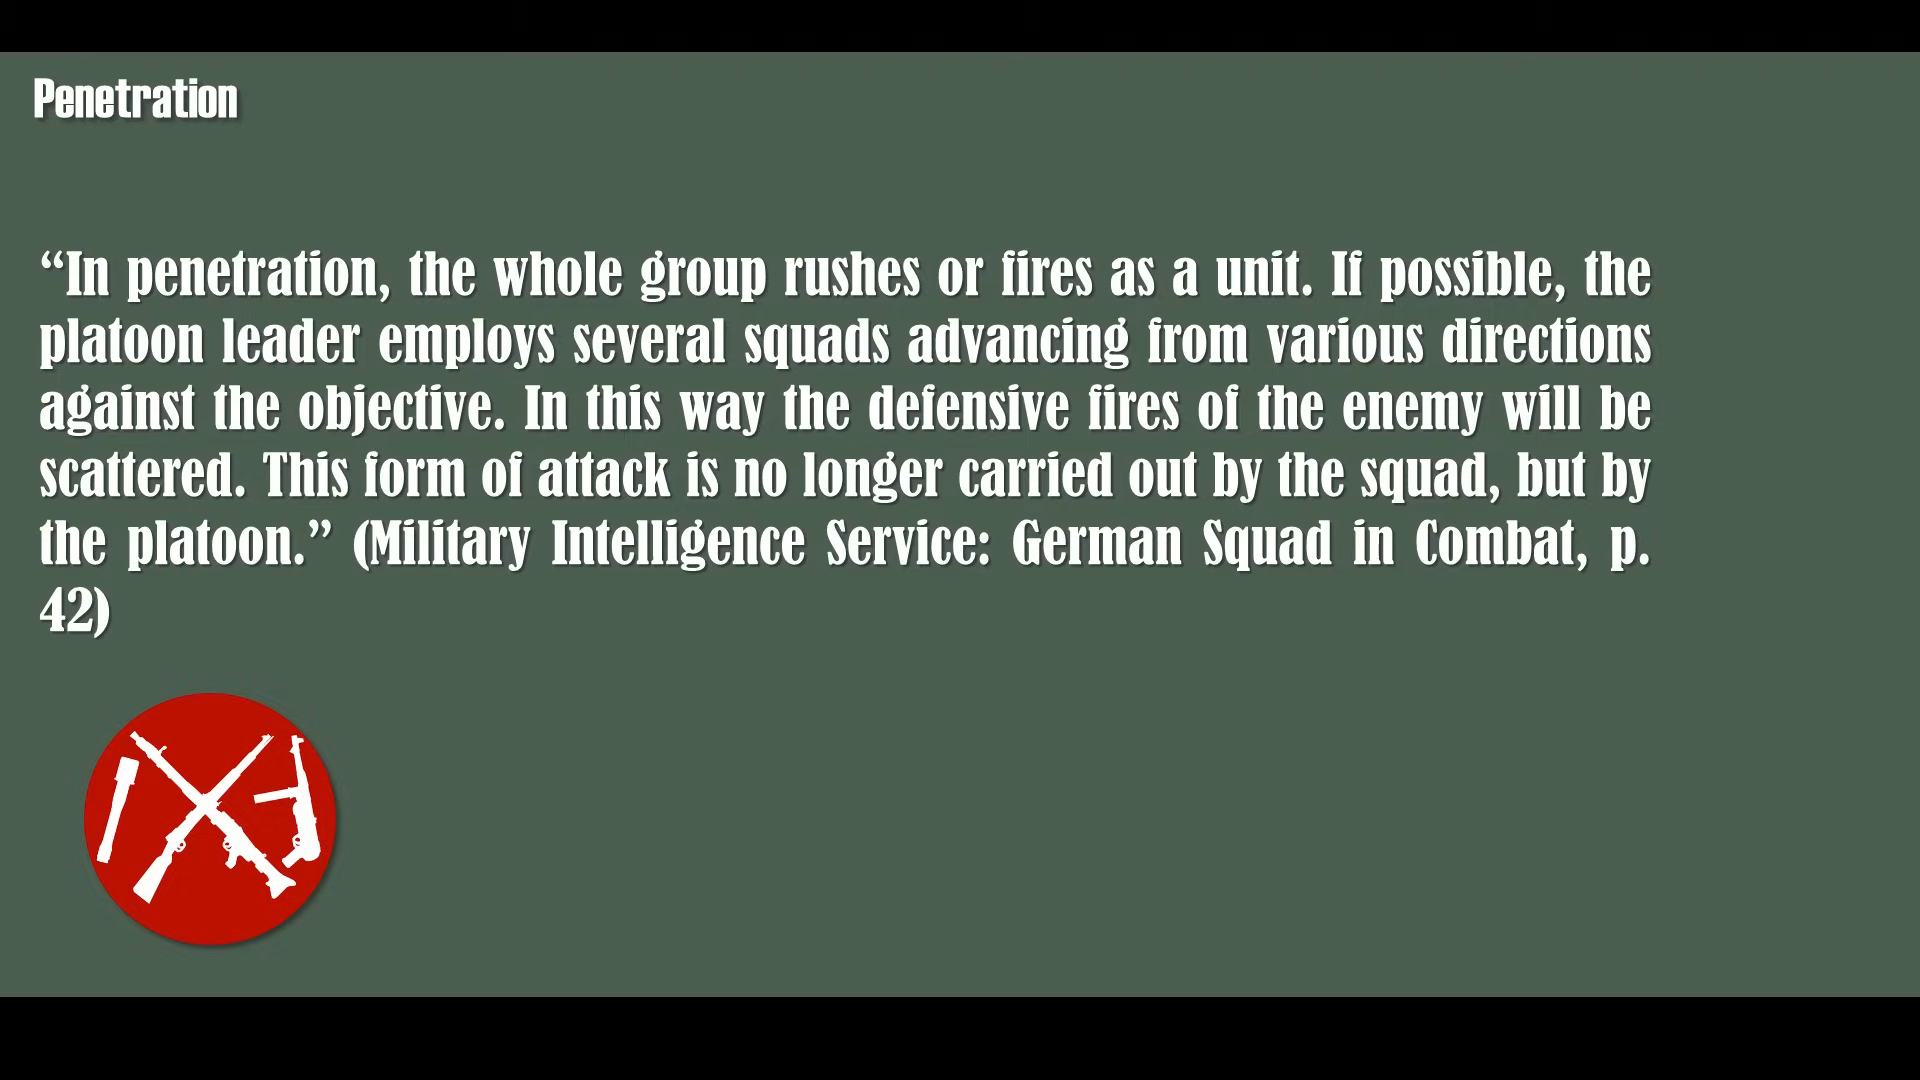 Penetration
“In penetration, the whole group rushes or fires as a unit. If possible, the
platoon leader employs several squads advancing from various directions
against the objective. In this way the defensive fires of the enemy will be
scattered. This form of attack is no longer carried out by the squad, but by
the platoon.” (Military Intelligence Service: German Squad in Combat, p.
42)